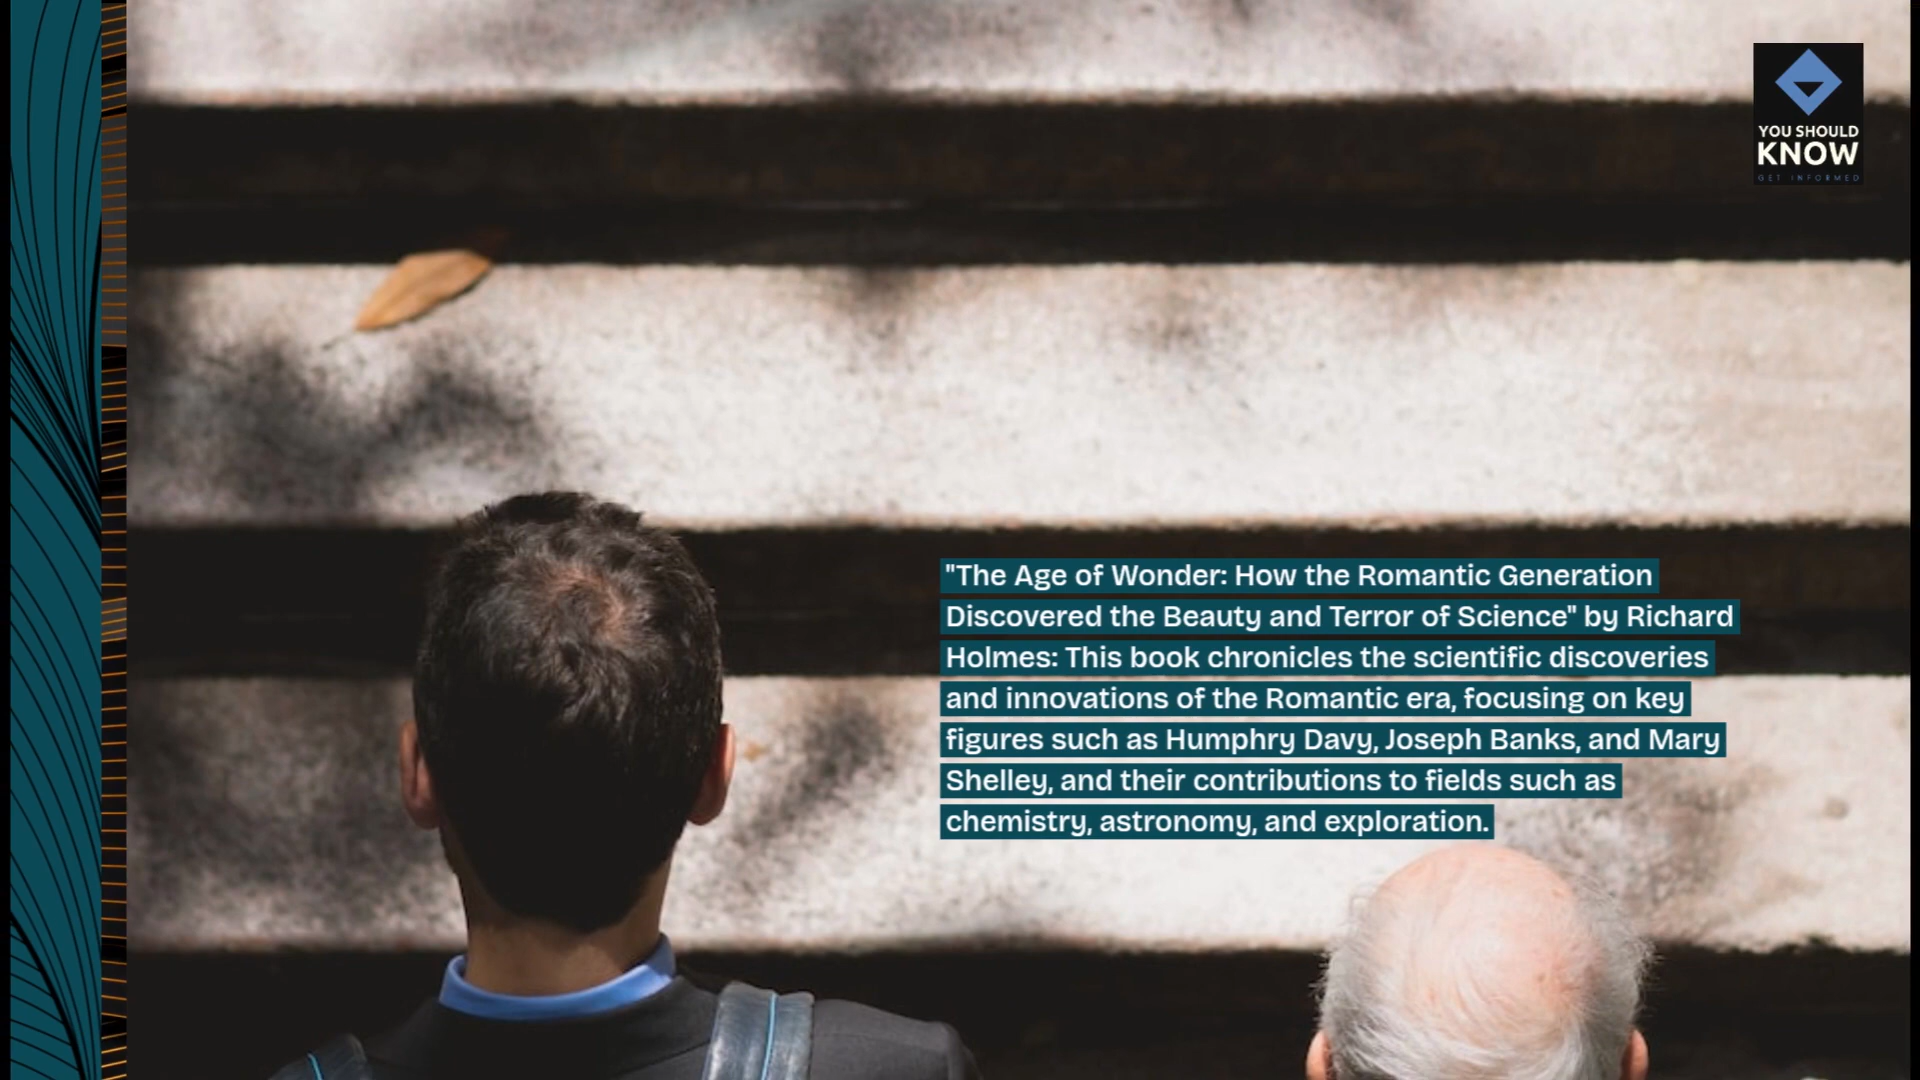 YOU SHOULD
KNOW
GET INFORMED
"The Age of Wonder: How the Romantic Generation
Discovered the Beauty and Terror of Science" by Richard
Holmes: This book chronicles the scientific discoveries
and innovations of the Romantic era, focusing on key
figures such as Humphry Davy, Joseph Banks, and Mary
Shelley, and their contributions to fields such as
chemistry, astronomy, and exploration.